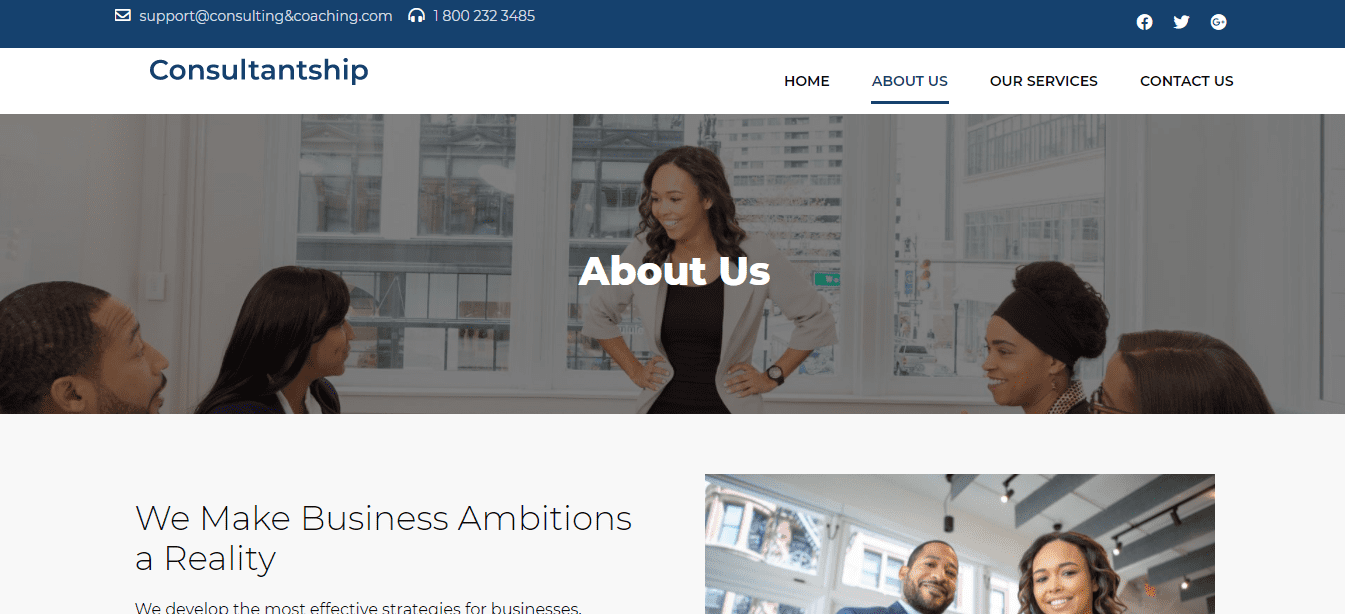 support@consulting&coaching.com 1 800 232 3485
Consultantship
HOME ABOUT US OUR SERVICES CONTACT US
About Us
We Make Business Ambitions
a Reality
We develop the most effective strategies for businesses.